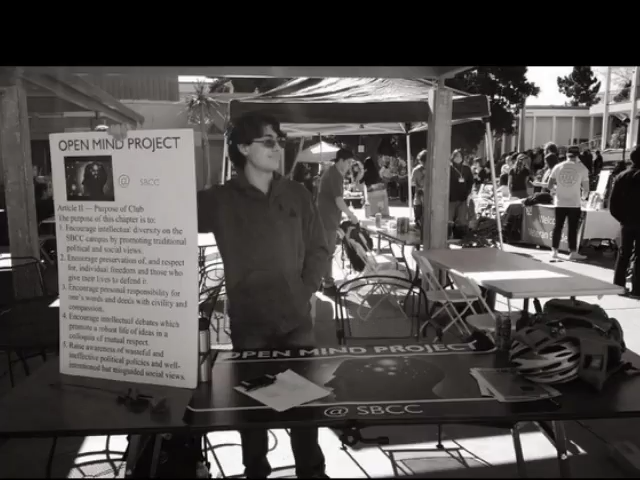 OPEN MIND PROJECT
@ SBCC
Article II — Purpose of Club
The purpose of this chapter is to:
1. Encourage intellectual diversity on the
SBCC campus by promoting traditional
political and social views.
2. Encourage preservation of, and respect
for, individual freedom and those who
give their lives to defend it.
3. Encourage personal responsibility for
one's words and deeds with civility and
compassion.
4. Encourage intellectual debates which
promote a robust life of ideas in a
colloquia of mutual respect.
5. Raise awareness of wasteful and
ineffective political policies and well-
intentioned but misguided social views.
OPEN MIND PROJECT
@ SBCC